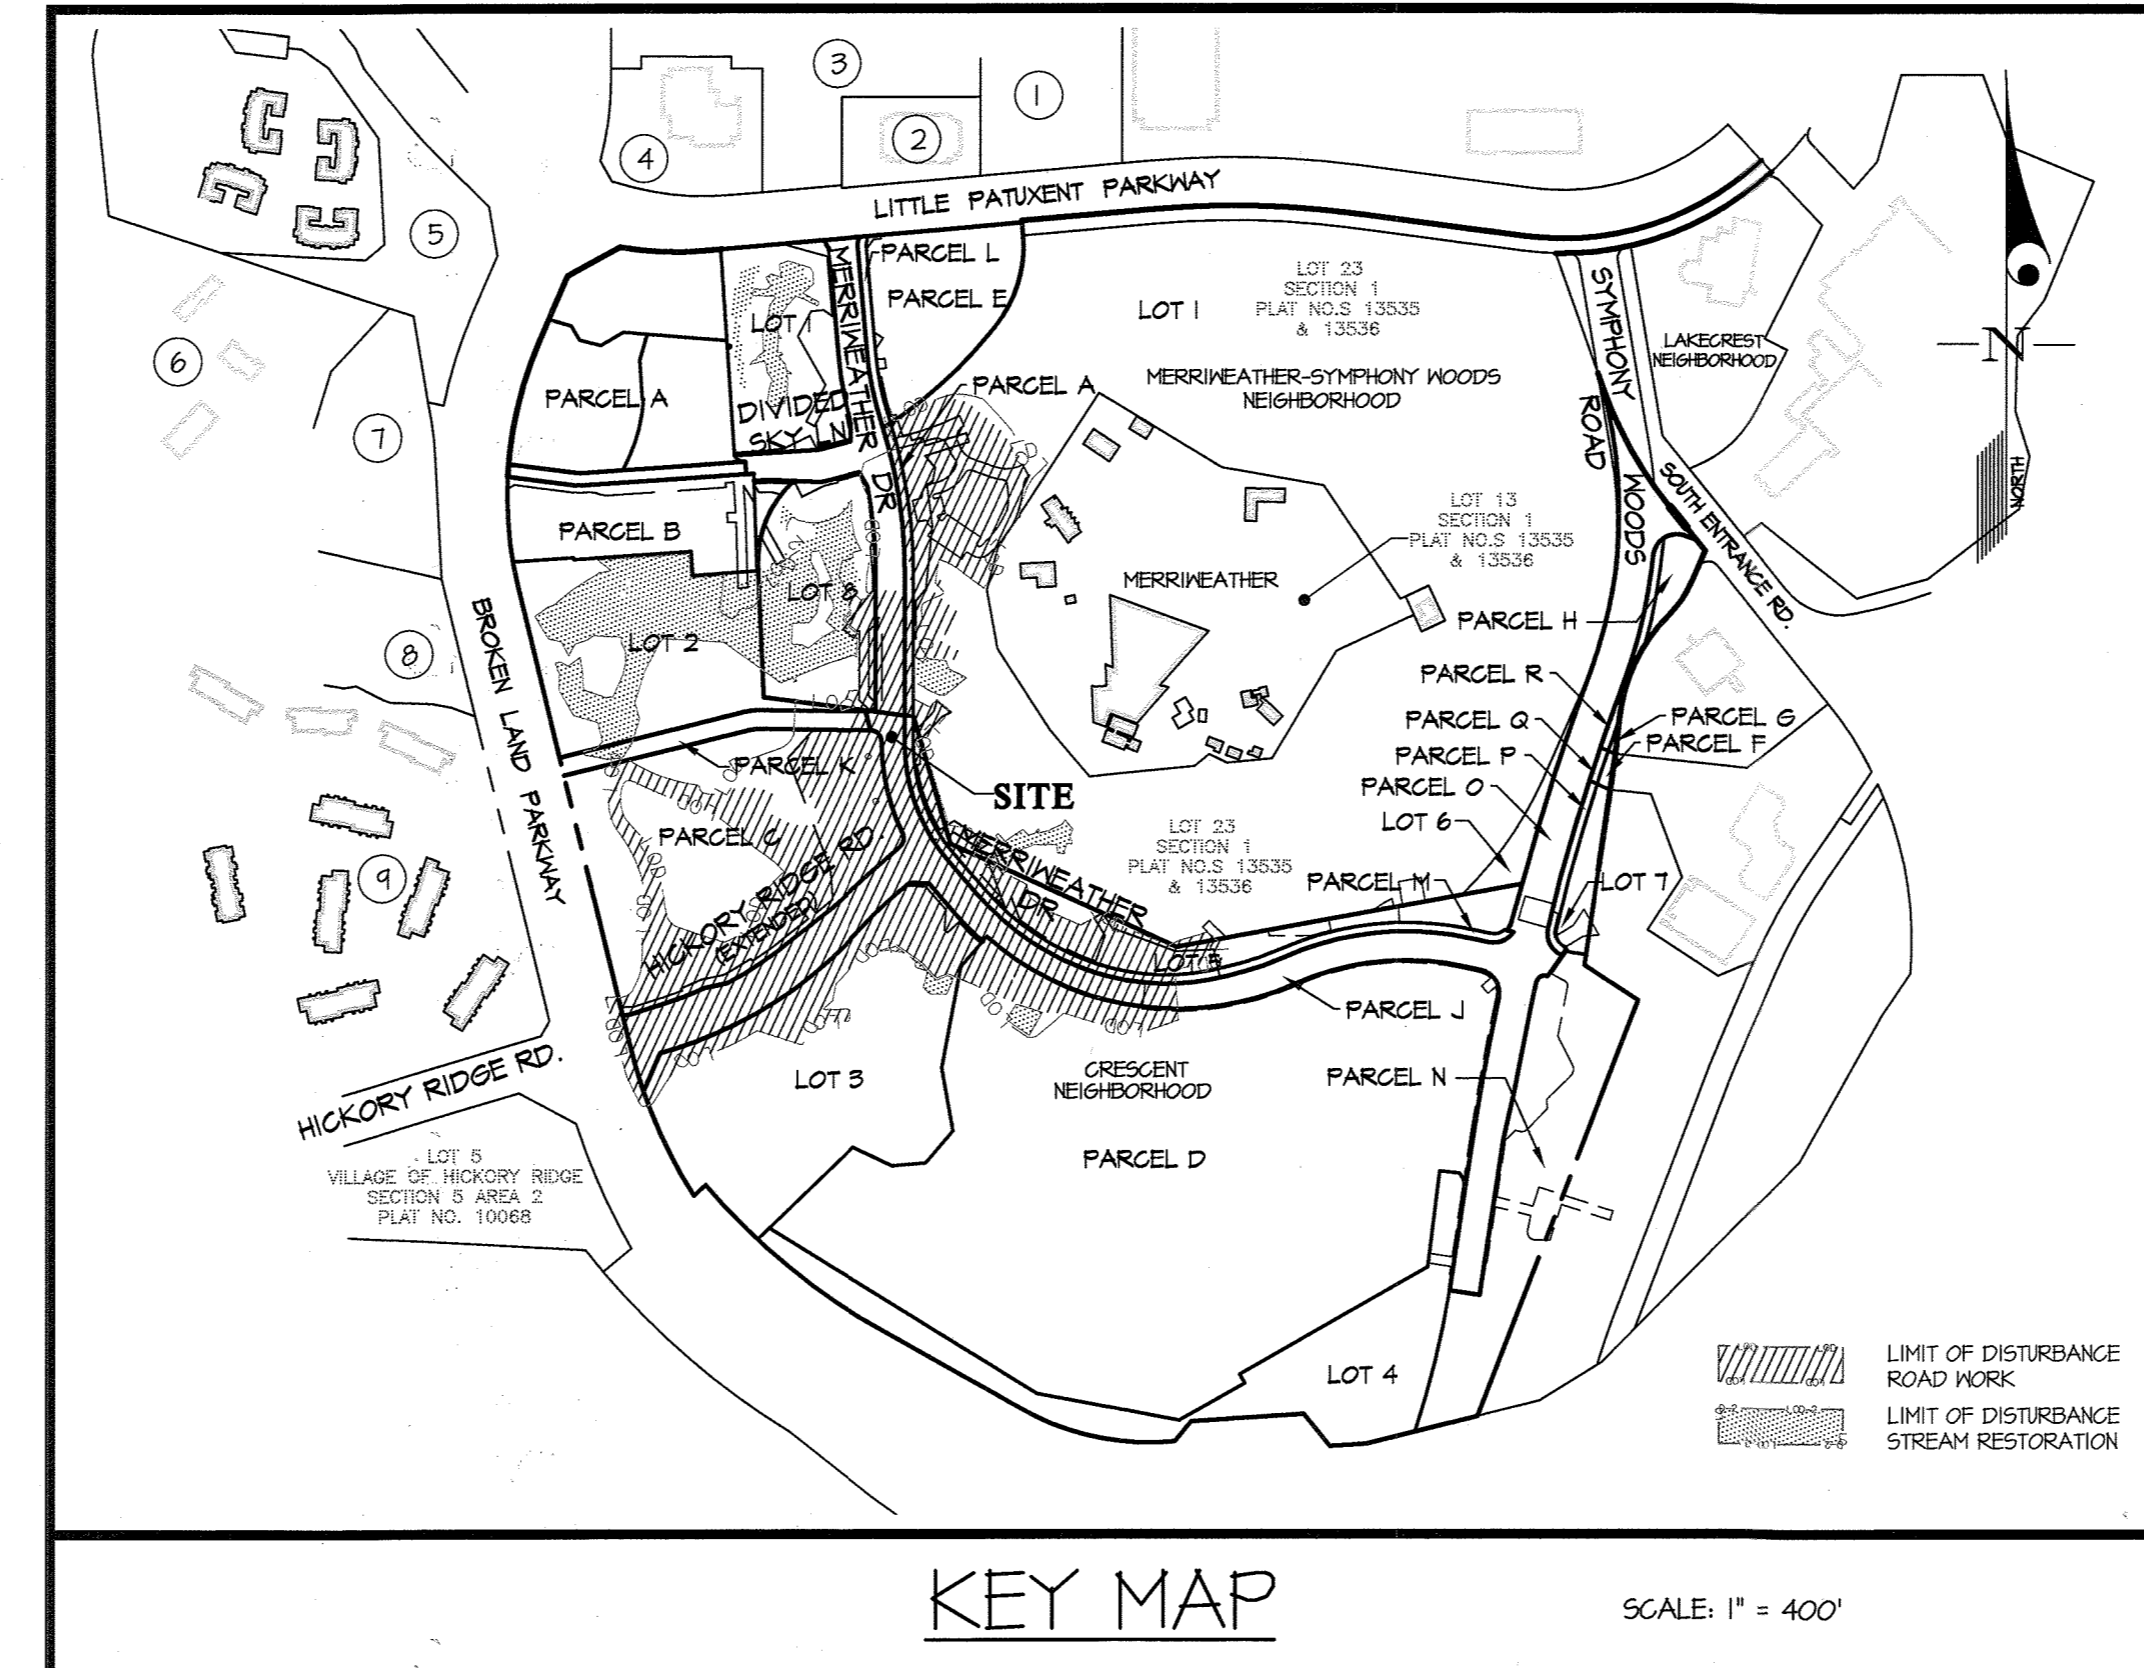 3
1
2
4
5
6
7
8
9
LITTLE PATUXENT PARKWAY
PARCEL L
PARCEL E
LOT 1
LOT 23
SECTION 1
PLAT NO.S 13535
& 13536
LOT 1
MERRIWEATHER DR
DIVIDED
SKY LN
PARCEL A
PARCEL A
MERRIWEATHER-SYMPHONY WOODS
NEIGHBORHOOD
SYMPHONY WOODS
ROAD
LAKECREST
NEIGHBORHOOD
N
NORTH
SOUTH ENTRANCE RD.
PARCEL B
LOT 8
LOT 2
LOT 13
SECTION 1
PLAT NO.S 13535
& 13536
MERRIWEATHER
PARCEL H
PARCEL R
PARCEL Q
PARCEL G
PARCEL P
PARCEL F
PARCEL O
LOT 6
PARCEL M
LOT 7
BROKEN LAND PARKWAY
PARCEL K
SITE
PARCEL C
HICKORY RIDGE RD.
(EXTENDED)
MERRIWEATHER
DR.
LOT 23
SECTION 1
PLAT NO.S 13535
& 13536
LOT 5
PARCEL J
HICKORY RIDGE RD.
LOT 3
CRESCENT
NEIGHBORHOOD
PARCEL N
PARCEL D
LOT 5
VILLAGE OF HICKORY RIDGE
SECTION 5 AREA 2
PLAT NO. 10068
LOT 4
LIMIT OF DISTURBANCE
ROAD WORK
LIMIT OF DISTURBANCE
STREAM RESTORATION
KEY MAP
SCALE: 1" = 400'